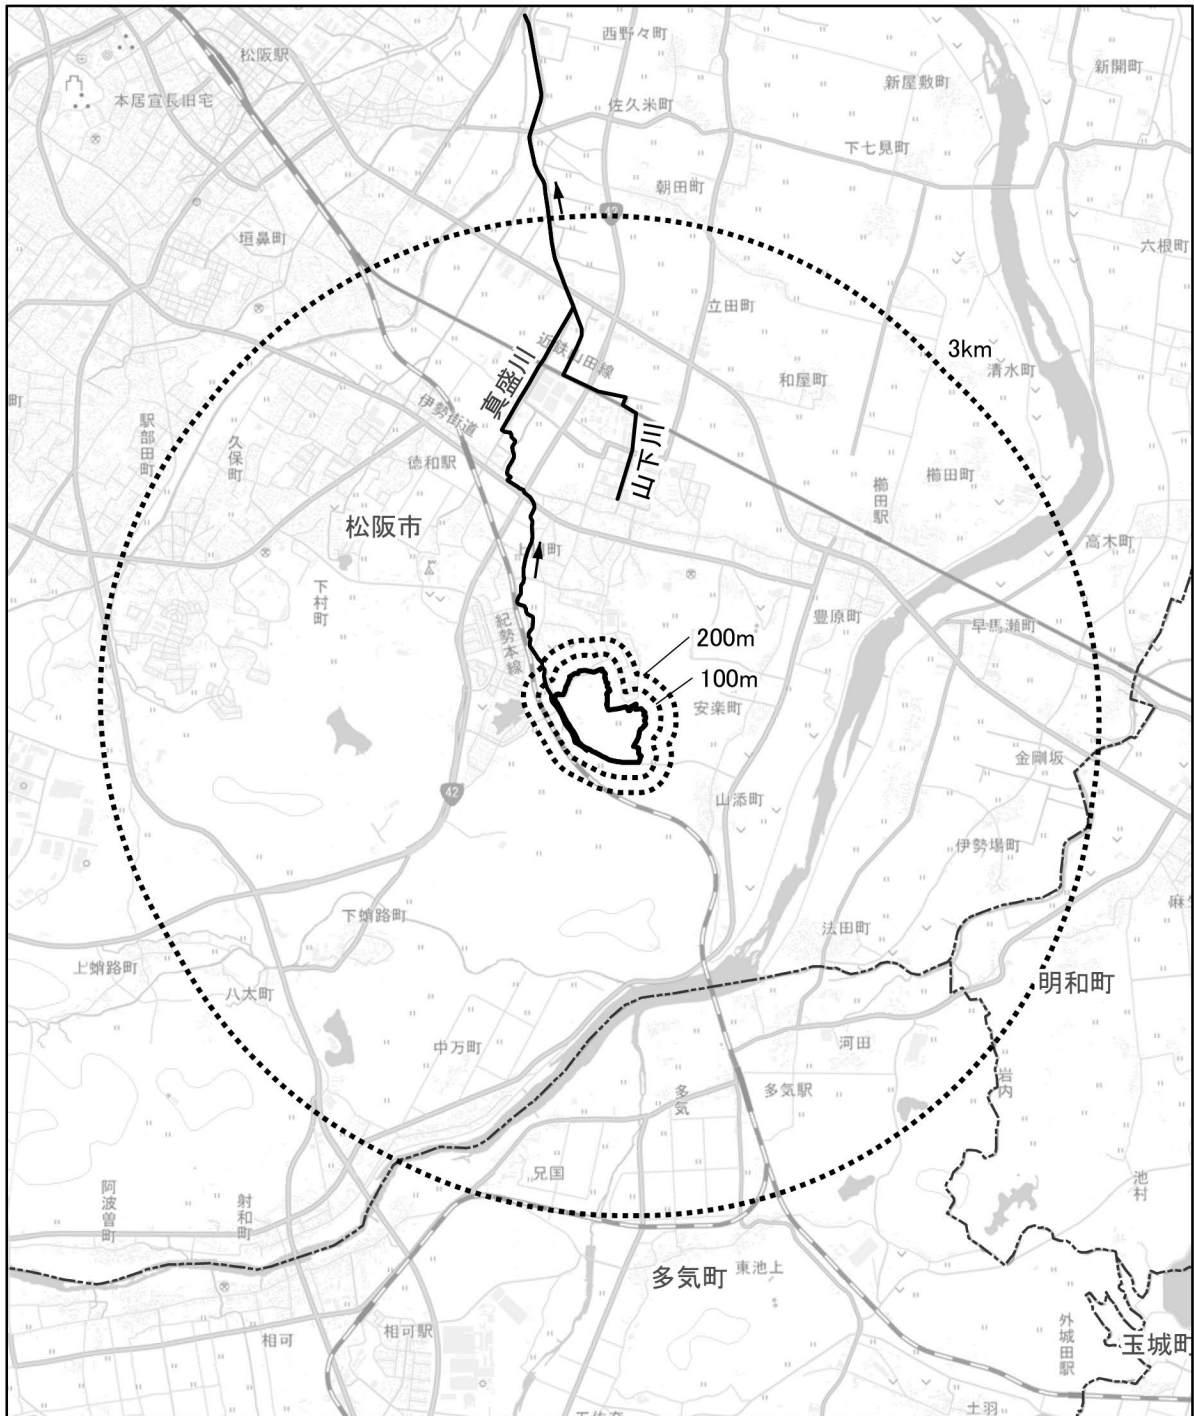 西野々町
松阪駅
新開町
新屋敷町
本居宣長旧宅
佐久米町
下七見町
朝田町
42
垣鼻町
六根町
立田町
3km
近鉄山田線
清水町
真盛川
和屋町
町
伊勢街道
駅部田町
久保町
山下川
徳和駅
櫛田町
櫛田駅
松阪市
高木町
下村町
豊原町
早馬瀬町
紀勢本線
200m
100m
安楽町
金剛坂
42
山添町
伊勢場町
下蛸路町
法田町
上蛸路町
明和町
八太町
中万町
河田
岩内
多気
多気駅
兄国
池村
阿波曽町
射和町
多気町
東池上
相可
相可駅
外城田駅
玉城町
土羽